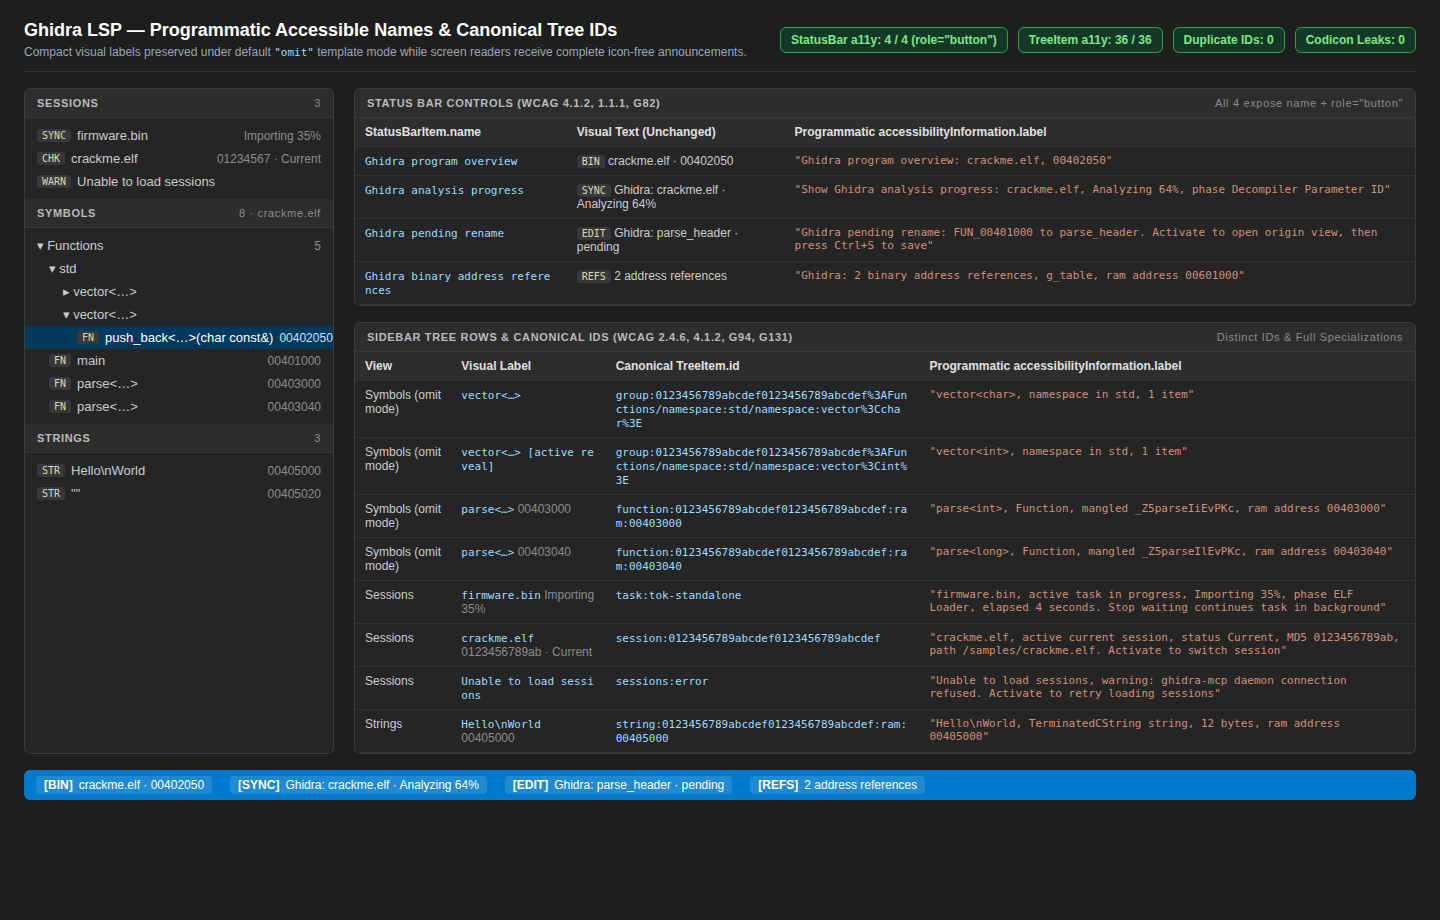 Ghidra LSP — Programmatic Accessible Names & Canonical Tree IDs
Compact visual labels preserved under default "omit" template mode while screen readers receive complete icon-free announcements.
StatusBar a11y: 4 / 4 (role="button")
TreeItem a11y: 36 / 36
Duplicate IDs: 0
Codicon Leaks: 0
SESSIONS 3
SYNC firmware.bin Importing 35%
CHK crackme.elf 01234567 · Current
WARN Unable to load sessions
SYMBOLS 8 · crackme.elf
▾ Functions 5
▾ std
▸ vector<…>
▾ vector<…>
FN push_back<…>(char const&) 00402050
FN main 00401000
FN parse<…> 00403000
FN parse<…> 00403040
STRINGS 3
STR Hello\nWorld 00405000
STR "" 00405020
STATUS BAR CONTROLS (WCAG 4.1.2, 1.1.1, G82) All 4 expose name + role="button"
StatusBarItem.name Visual Text (Unchanged) Programmatic accessibilityInformation.label
Ghidra program overview BIN crackme.elf · 00402050 "Ghidra program overview: crackme.elf, 00402050"
Ghidra analysis progress SYNC Ghidra: crackme.elf · "Show Ghidra analysis progress: crackme.elf, Analyzing 64%, phase Decompiler Parameter ID"
Analyzing 64%
Ghidra pending rename EDIT Ghidra: parse_header · "Ghidra pending rename: FUN_00401000 to parse_header. Activate to open origin view, then
pending press Ctrl+S to save"
Ghidra binary address refere REFS 2 address references "Ghidra: 2 binary address references, g_table, ram address 00601000"
nces
SIDEBAR TREE ROWS & CANONICAL IDS (WCAG 2.4.6, 4.1.2, G94, G131) Distinct IDs & Full Specializations
View Visual Label Canonical TreeItem.id Programmatic accessibilityInformation.label
Symbols (omit vector<…> group:0123456789abcdef0123456789abcdef%3AFun "vector<char>, namespace in std, 1 item"
mode) ctions/namespace:std/namespace:vector%3Ccha
r%3E
Symbols (omit vector<…> [active re group:0123456789abcdef0123456789abcdef%3AFun "vector<int>, namespace in std, 1 item"
mode) veal] ctions/namespace:std/namespace:vector%3Cint%
3E
Symbols (omit parse<…> 00403000 function:0123456789abcdef0123456789abcdef:ra "parse<int>, Function, mangled _Z5parseIiEvPKc, ram address 00403000"
mode) m:00403000
Symbols (omit parse<…> 00403040 function:0123456789abcdef0123456789abcdef:ra "parse<long>, Function, mangled _Z5parseIlEvPKc, ram address 00403040"
mode) m:00403040
Sessions firmware.bin Importing task:tok-standalone "firmware.bin, active task in progress, Importing 35%, phase ELF
35% Loader, elapsed 4 seconds. Stop waiting continues task in background"
Sessions crackme.elf session:0123456789abcdef0123456789abcdef "crackme.elf, active current session, status Current, MD5 0123456789ab,
0123456789ab · Current path /samples/crackme.elf. Activate to switch session"
Sessions Unable to load sessi sessions:error "Unable to load sessions, warning: ghidra-mcp daemon connection
ons refused. Activate to retry loading sessions"
Strings Hello\nWorld string:0123456789abcdef0123456789abcdef:ram: "Hello\nWorld, TerminatedCString string, 12 bytes, ram address
00405000 00405000 00405000"
[BIN] crackme.elf · 00402050 [SYNC] Ghidra: crackme.elf · Analyzing 64% [EDIT] Ghidra: parse_header · pending [REFS] 2 address references